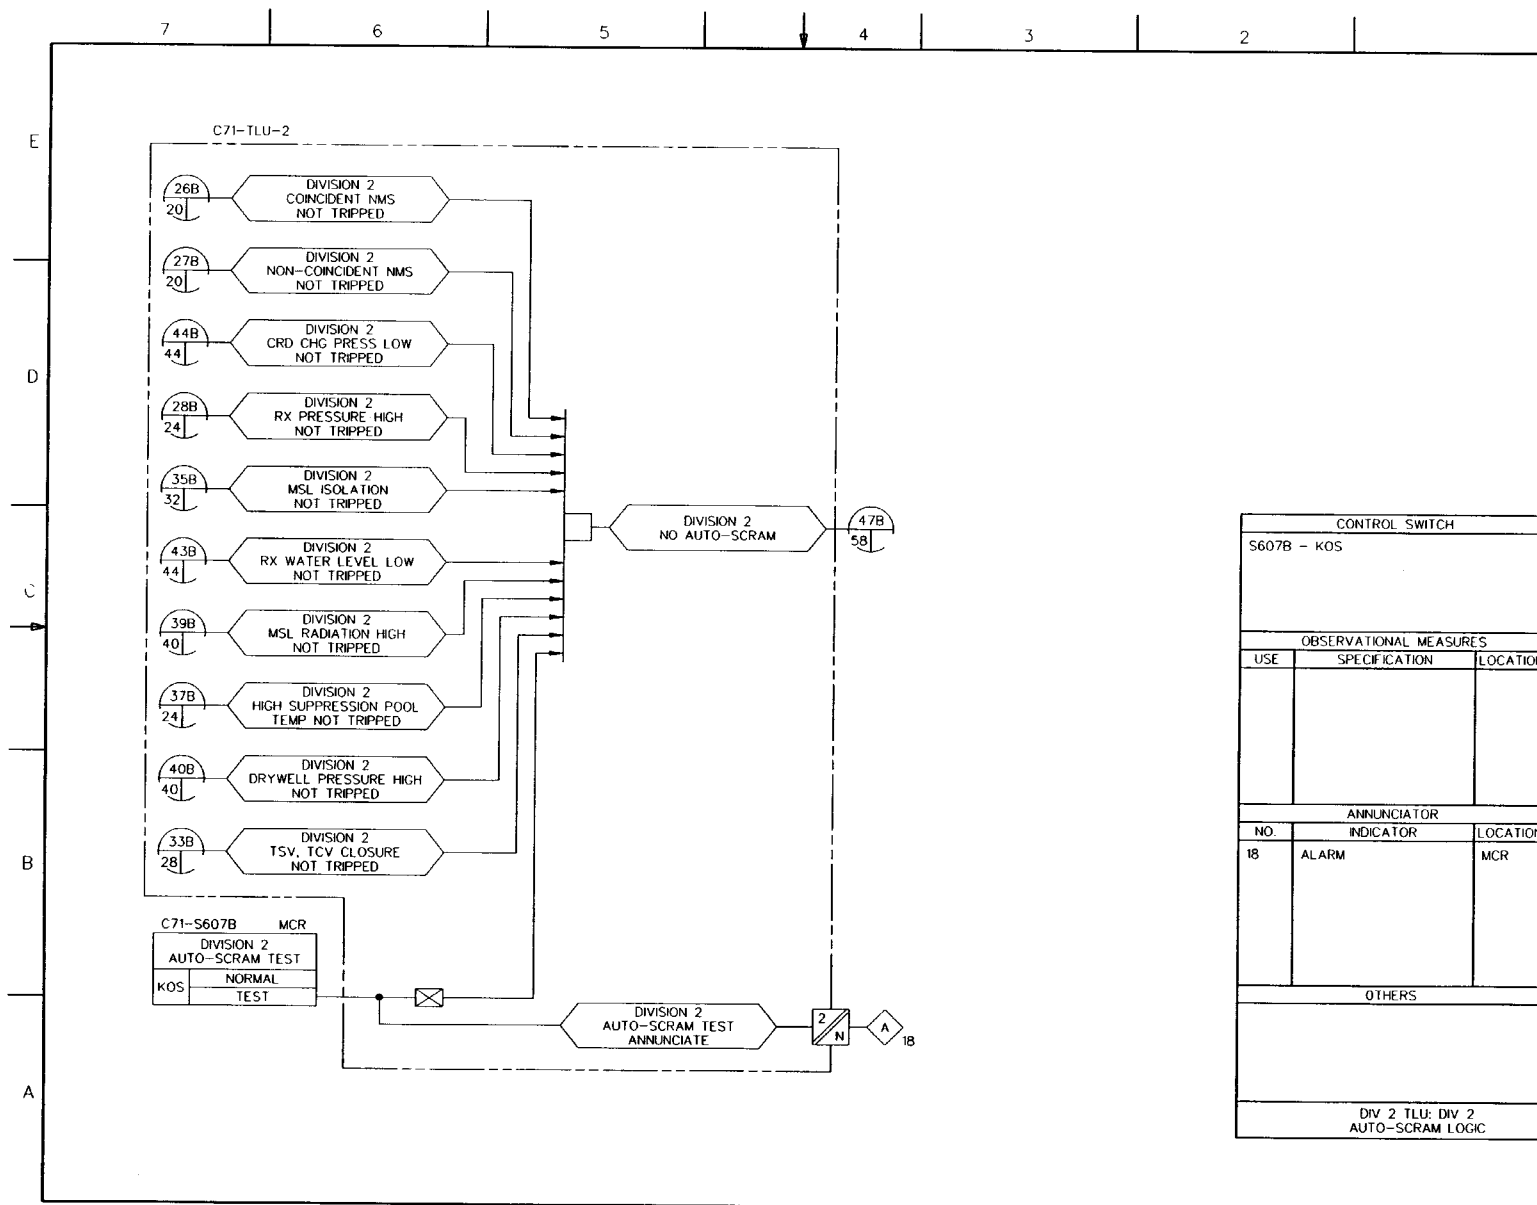 7 6 5 4 3 2
E
D
C
B
A
C71-TLU-2
26B
20
DIVISION 2
COINCIDENT NMS
NOT TRIPPED
27B
20
DIVISION 2
NON-COINCIDENT NMS
NOT TRIPPED
44B
44
DIVISION 2
CRD CHG PRESS LOW
NOT TRIPPED
28B
24
DIVISION 2
RX PRESSURE HIGH
NOT TRIPPED
35B
32
DIVISION 2
MSL ISOLATION
NOT TRIPPED
43B
44
DIVISION 2
RX WATER LEVEL LOW
NOT TRIPPED
39B
40
DIVISION 2
MSL RADIATION HIGH
NOT TRIPPED
37B
24
DIVISION 2
HIGH SUPPRESSION POOL
TEMP NOT TRIPPED
40B
40
DIVISION 2
DRYWELL PRESSURE HIGH
NOT TRIPPED
33B
28
DIVISION 2
TSV, TCV CLOSURE
NOT TRIPPED
DIVISION 2
NO AUTO-SCRAM
47B
58
C71-S607B MCR
DIVISION 2
AUTO-SCRAM TEST
KOS
NORMAL
TEST
DIVISION 2
AUTO-SCRAM TEST
ANNUNCIATE
2
N
A
18
CONTROL SWITCH
S607B - KOS
OBSERVATIONAL MEASURES
USE SPECIFICATION LOCATION
ANNUNCIATOR
NO. INDICATOR LOCATION
18 ALARM MCR
OTHERS
DIV 2 TLU: DIV 2
AUTO-SCRAM LOGIC